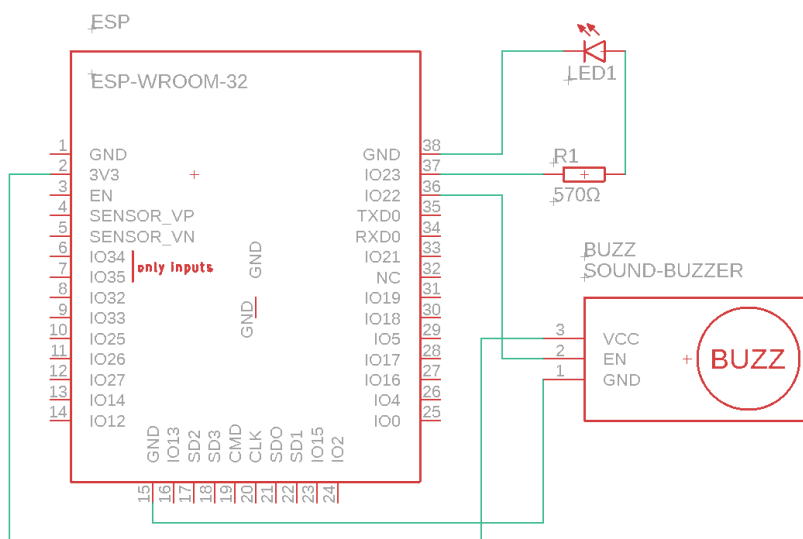 ESP
ESP-WROOM-32
LED1
1
GND
2
3V3
3
EN
4
SENSOR_VP
5
SENSOR_VN
6
IO34
7
IO35
only inputs
8
IO32
9
IO33
10
IO25
11
IO26
12
IO27
13
IO14
14
IO12
GND
GND
38
GND
37
IO23
36
IO22
35
TXD0
34
RXD0
33
IO21
32
NC
31
IO19
30
IO18
29
IO5
28
IO17
27
IO16
26
IO4
25
IO0
GND
IO13
SD2
SD3
CMD
CLK
SDO
SD1
IO15
IO2
15
16
17
18
19
20
21
22
23
24
R1
570Ω
BUZZ
SOUND-BUZZER
3
VCC
2
EN
1
GND
BUZZ